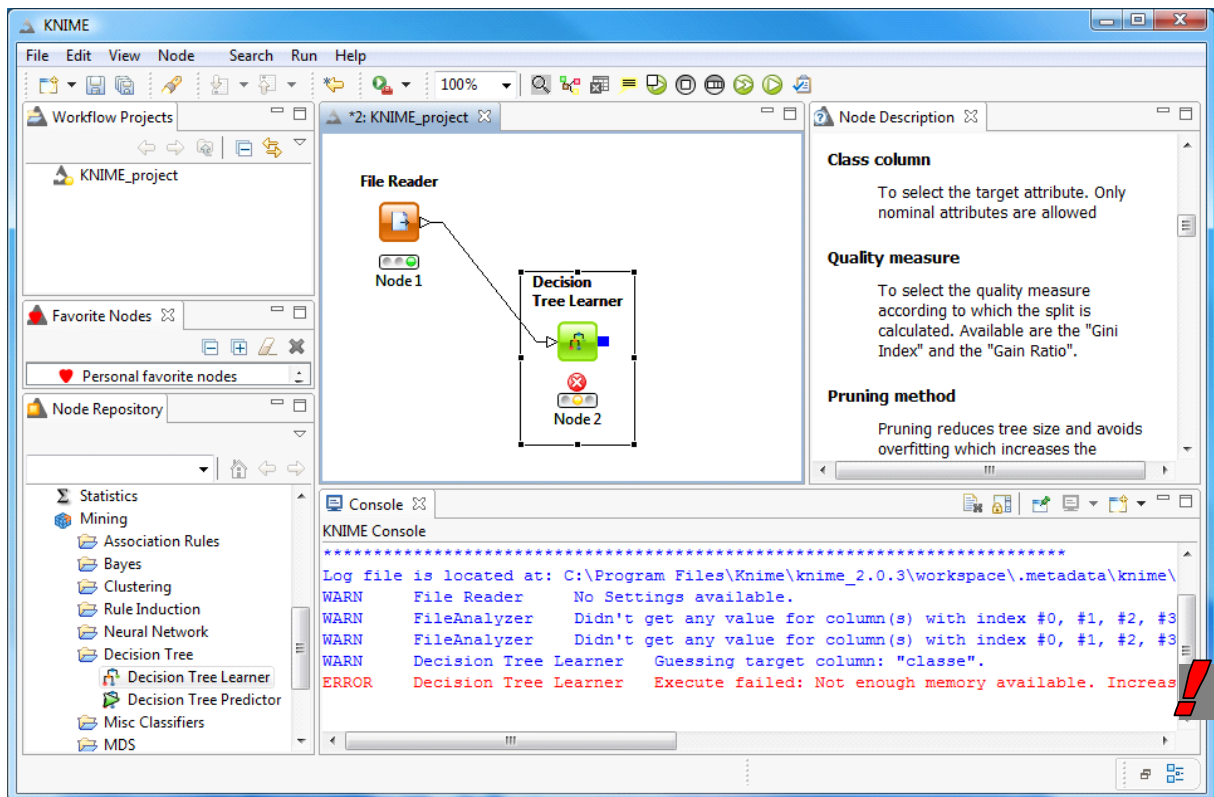 KNIME
File Edit View Node Search Run Help
100%
Workflow Projects
KNIME_project
Favorite Nodes
Personal favorite nodes
Node Repository
Statistics
Mining
Association Rules
Bayes
Clustering
Rule Induction
Neural Network
Decision Tree
Decision Tree Learner
Decision Tree Predictor
Misc Classifiers
MDS
*2: KNIME_project
File Reader
Node 1
Decision
Tree Learner
Node 2
Node Description
Class column
To select the target attribute. Only
nominal attributes are allowed
Quality measure
To select the quality measure
according to which the split is
calculated. Available are the "Gini
Index" and the "Gain Ratio".
Pruning method
Pruning reduces tree size and avoids
overfitting which increases the
Console
KNIME Console
**************************************************************************
Log file is located at: C:\Program Files\Knime\knime_2.0.3\workspace\.metadata\knime\
WARN File Reader No Settings available.
WARN FileAnalyzer Didn't get any value for column(s) with index #0, #1, #2, #3
WARN FileAnalyzer Didn't get any value for column(s) with index #0, #1, #2, #3
WARN Decision Tree Learner Guessing target column: "classe".
ERROR Decision Tree Learner Execute failed: Not enough memory available. Increas
!